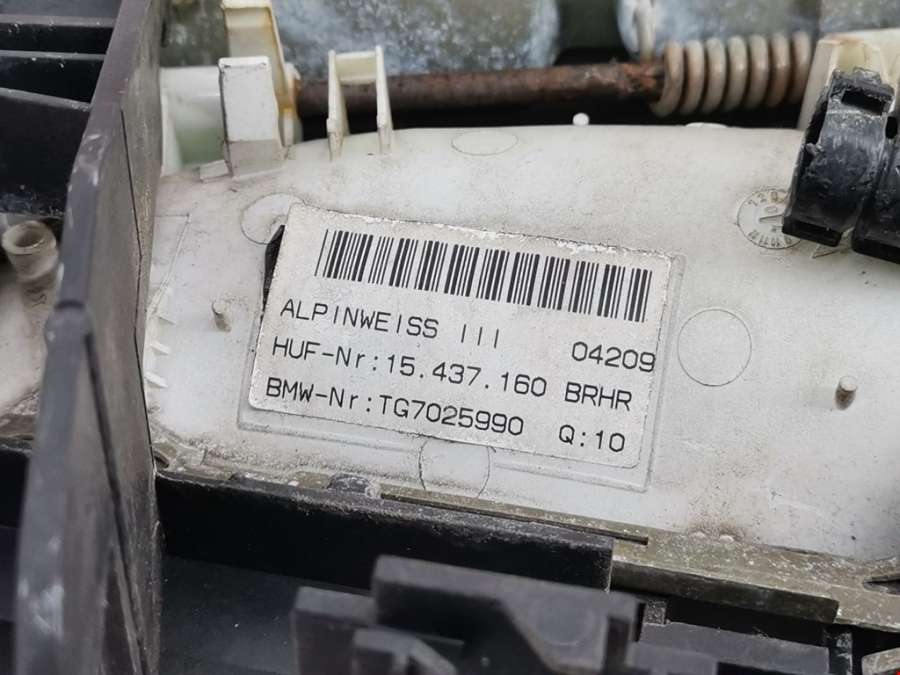 ALPINWEISS III 04209
HUF-Nr:15.437.160 BRHR
BMW-Nr:TG7025990 Q:10